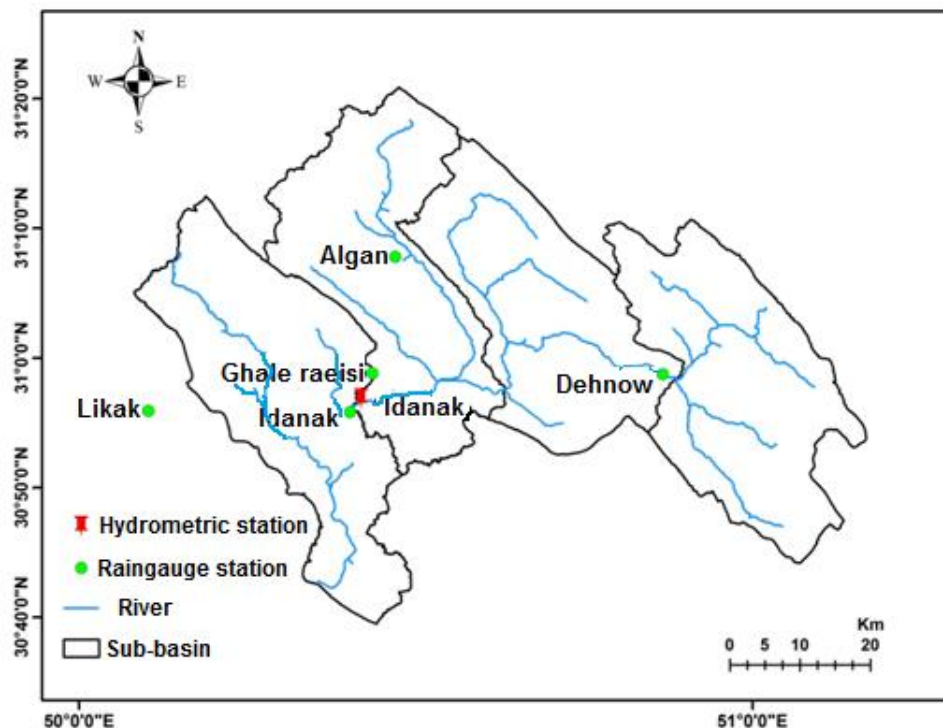 N
W E
S
31°20'0"N
31°10'0"N
31°0'0"N
30°50'0"N
30°40'0"N
Algan
Ghale raeisi
Dehnow
Likak
Idanak
Idanak
Hydrometric station
Raingauge station
River
Sub-basin
Km
0 5 10 20
50°0'0"E
51°0'0"E